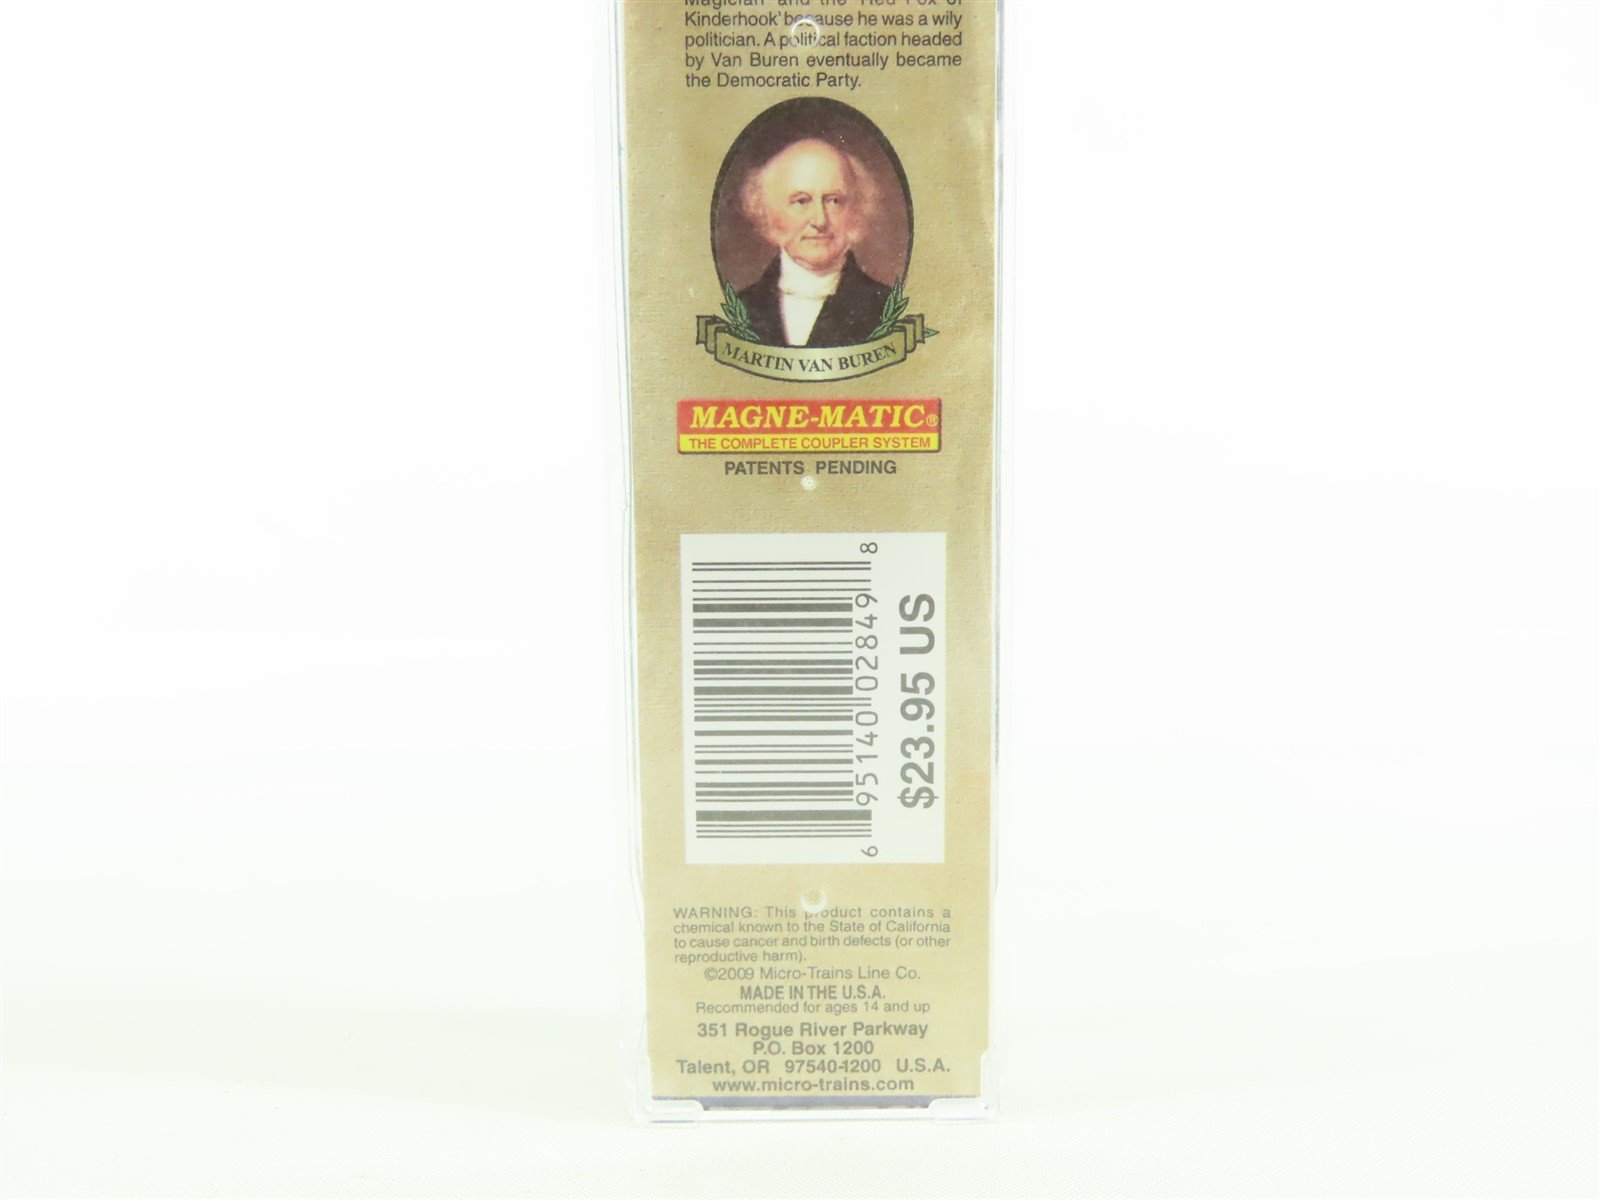 Magician' and the 'Red Fox of
Kinderhook' because he was a wily
politician. A political faction headed
by Van Buren eventually became
the Democratic Party.
MARTIN VAN BUREN
MAGNE-MATIC®
THE COMPLETE COUPLER SYSTEM
PATENTS PENDING
6 95140 02849 8
$23.95 US
WARNING: This product contains a
chemical known to the State of California
to cause cancer and birth defects (or other
reproductive harm).
©2009 Micro-Trains Line Co.
MADE IN THE U.S.A.
Recommended for ages 14 and up
351 Rogue River Parkway
P.O. Box 1200
Talent, OR 97540-1200 U.S.A.
www.micro-trains.com